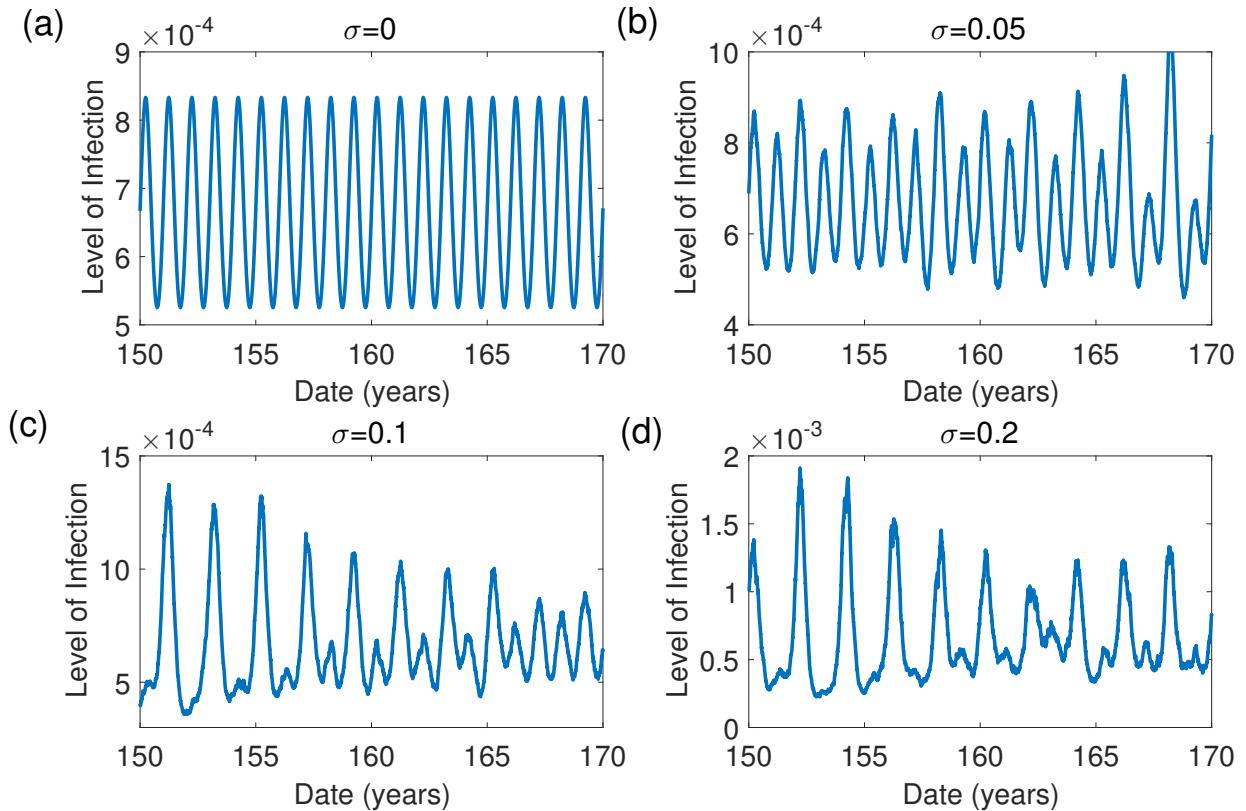 (a)
×10⁻⁴
σ=0
9
8
7
6
5
Level of Infection
150 155 160 165 170
Date (years)
(b)
×10⁻⁴
σ=0.05
10
8
6
4
Level of Infection
150 155 160 165 170
Date (years)
(c)
×10⁻⁴
σ=0.1
15
10
5
Level of Infection
150 155 160 165 170
Date (years)
(d)
×10⁻³
σ=0.2
2
1.5
1
0.5
0
Level of Infection
150 155 160 165 170
Date (years)